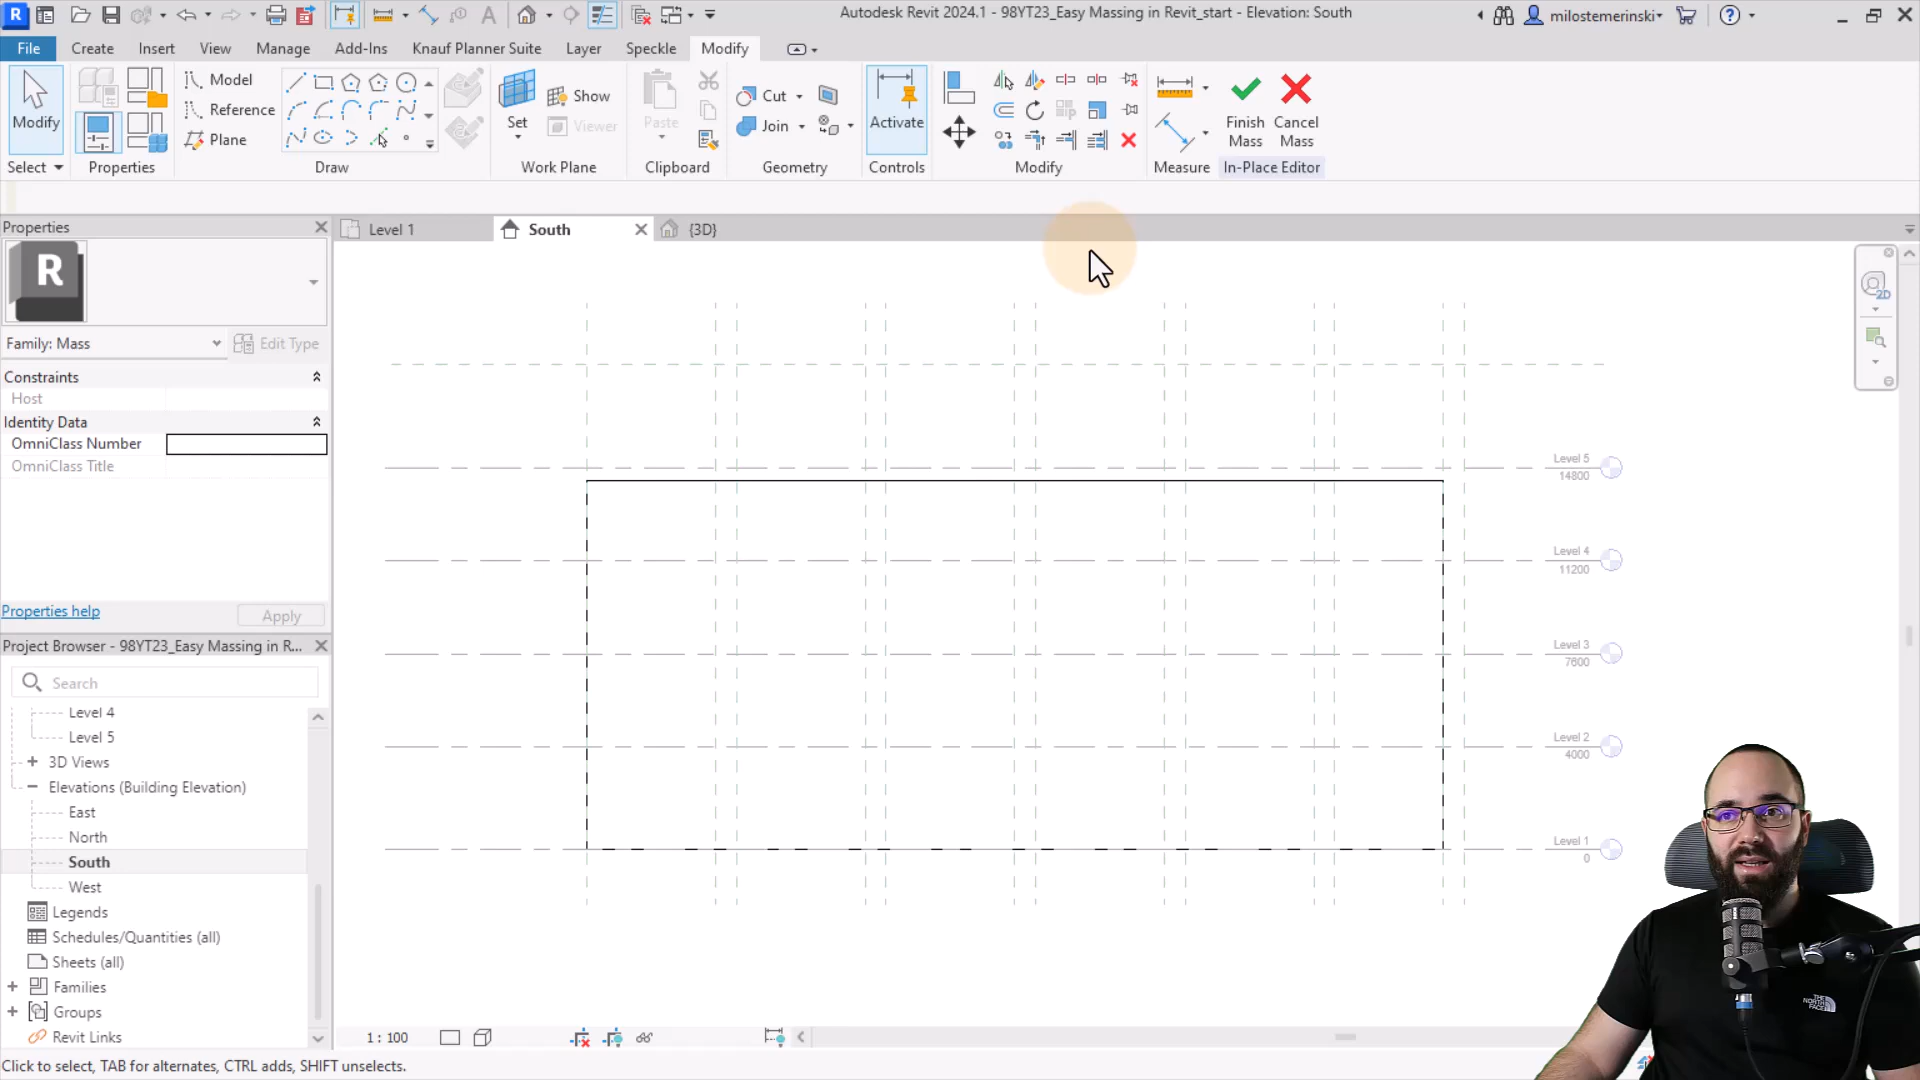 R
Autodesk Revit 2024.1 - 98YT23_Easy Massing in Revit_start - Elevation: South
milostemerinski
File
Create
Insert
View
Manage
Add-Ins
Knauf Planner Suite
Layer
Speckle
Modify
Modify
Model
Reference
Plane
Set
Show
Viewer
Paste
Cut
Join
Activate
Finish
Mass
Cancel
Mass
Select
Properties
Draw
Work Plane
Clipboard
Geometry
Controls
Modify
Measure
In-Place Editor
Properties
Level 1
South
{3D}
R
2D
Family: Mass
Edit Type
Constraints
Host
Identity Data
OmniClass Number
OmniClass Title
Properties help
Apply
Project Browser - 98YT23_Easy Massing in R...
Search
Level 4
Level 5
3D Views
Elevations (Building Elevation)
East
North
South
West
Legends
Schedules/Quantities (all)
Sheets (all)
Families
Groups
Revit Links
Level 5
14800
Level 4
11200
Level 3
7600
Level 2
4000
Level 1
0
THE
NORTH
FACE
1 : 100
Click to select, TAB for alternates, CTRL adds, SHIFT unselects.